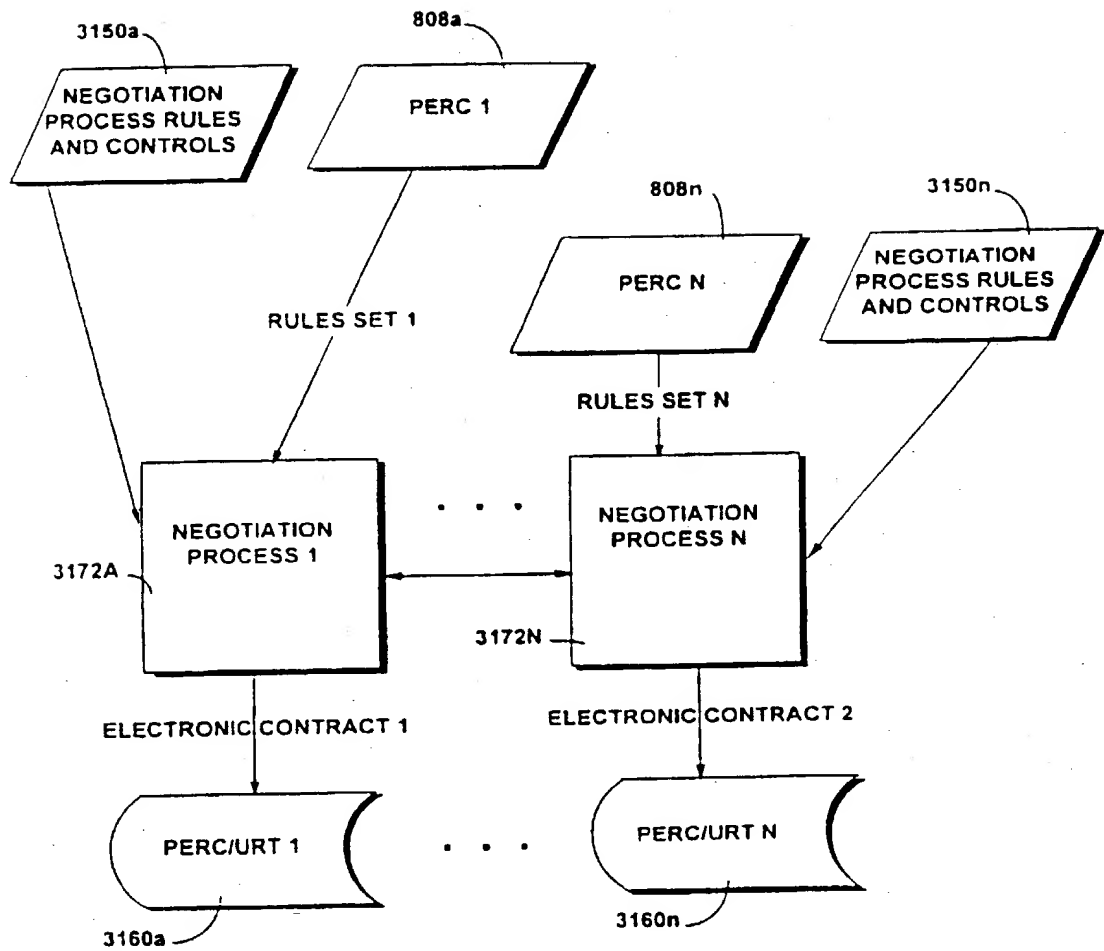 3150a
808a
NEGOTIATION
PROCESS RULES
AND CONTROLS
PERC 1
808n
3150n
PERC N
NEGOTIATION
PROCESS RULES
AND CONTROLS
RULES SET 1
RULES SET N
NEGOTIATION
PROCESS 1
. . .
NEGOTIATION
PROCESS N
3172A
3172N
ELECTRONIC CONTRACT 1
ELECTRONIC CONTRACT 2
PERC/URT 1
. . .
PERC/URT N
3160a
3160n